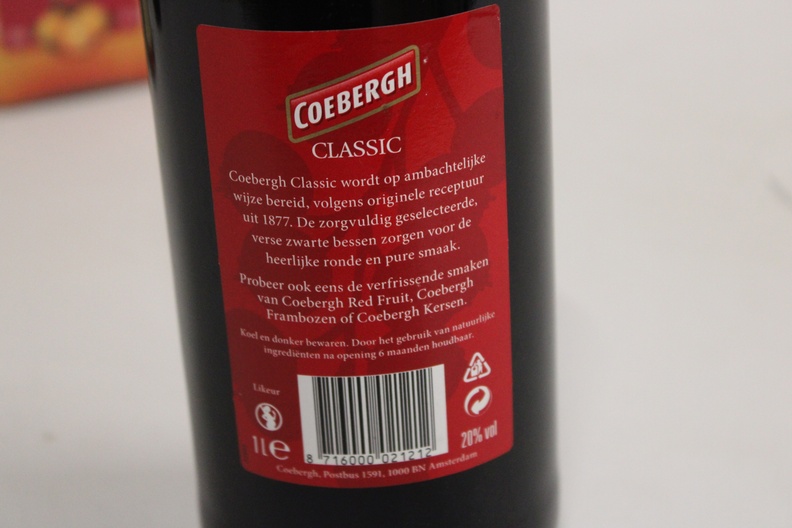 COEBERGH
CLASSIC
Coebergh Classic wordt op ambachtelijke
wijze bereid, volgens originele receptuur
uit 1877. De zorgvuldig geselecteerde,
verse zwarte bessen zorgen voor de
heerlijke ronde en pure smaak.
Probeer ook eens de verfrissende smaken
van Coebergh Red Fruit, Coebergh
Frambozen of Coebergh Kersen.
Koel en donker bewaren. Door het gebruik van natuurlijke
ingrediënten na opening 6 maanden houdbaar.
Likeur
1L e
8 716000 021212
20% vol
Coebergh, Postbus 1591, 1000 BN Amsterdam